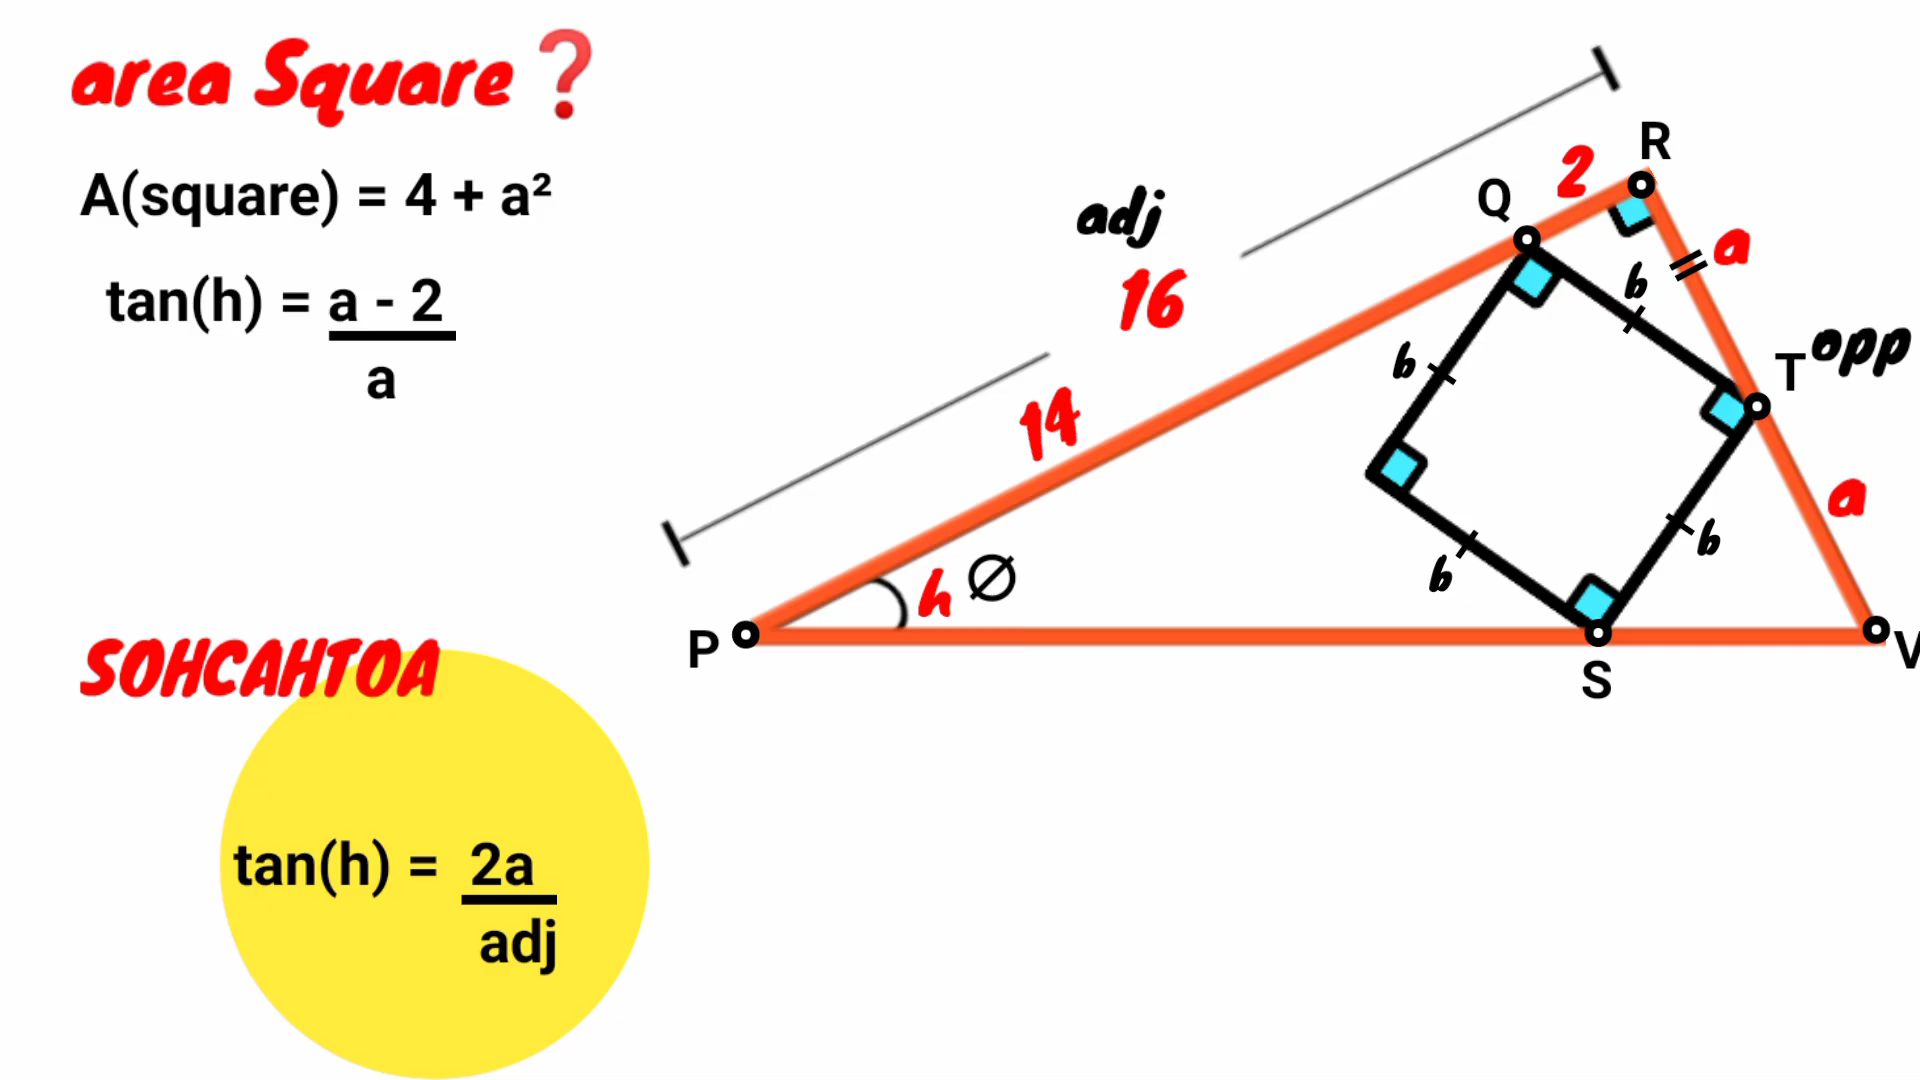 area Square❓
A(square) = 4 + a²
tan(h) = a - 2
a
SOHCAHTOA
tan(h) = 2a
adj
R
2
Q
a
adj
b
16
T
opp
b
14
a
b
b
h ∅
P
S
V